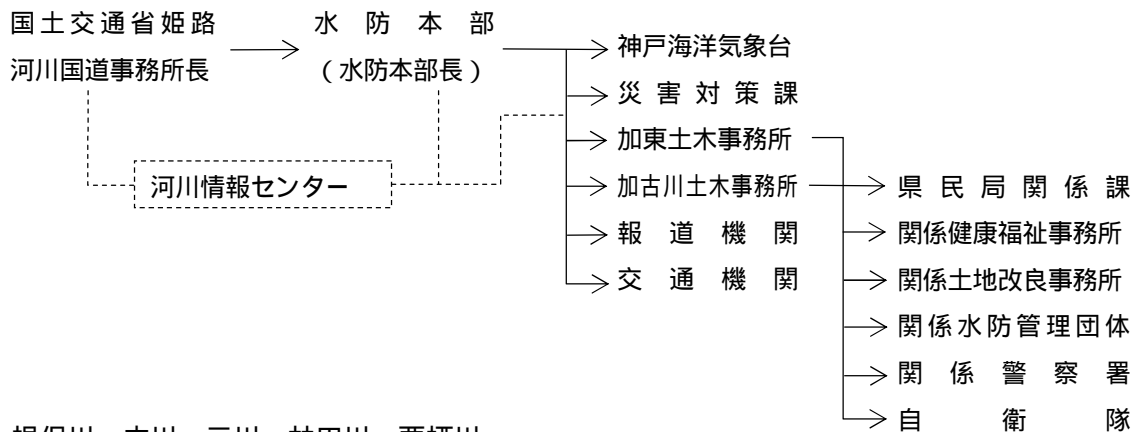 国土交通省姫路
河川国道事務所長
水防本部
(水防本部長)
河川情報センター
神戸海洋気象台
災害対策課
加東土木事務所
加古川土木事務所
報道機関
交通機関
県民局関係課
関係健康福祉事務所
関係土地改良事務所
関係水防管理団体
関係警察署
自衛隊